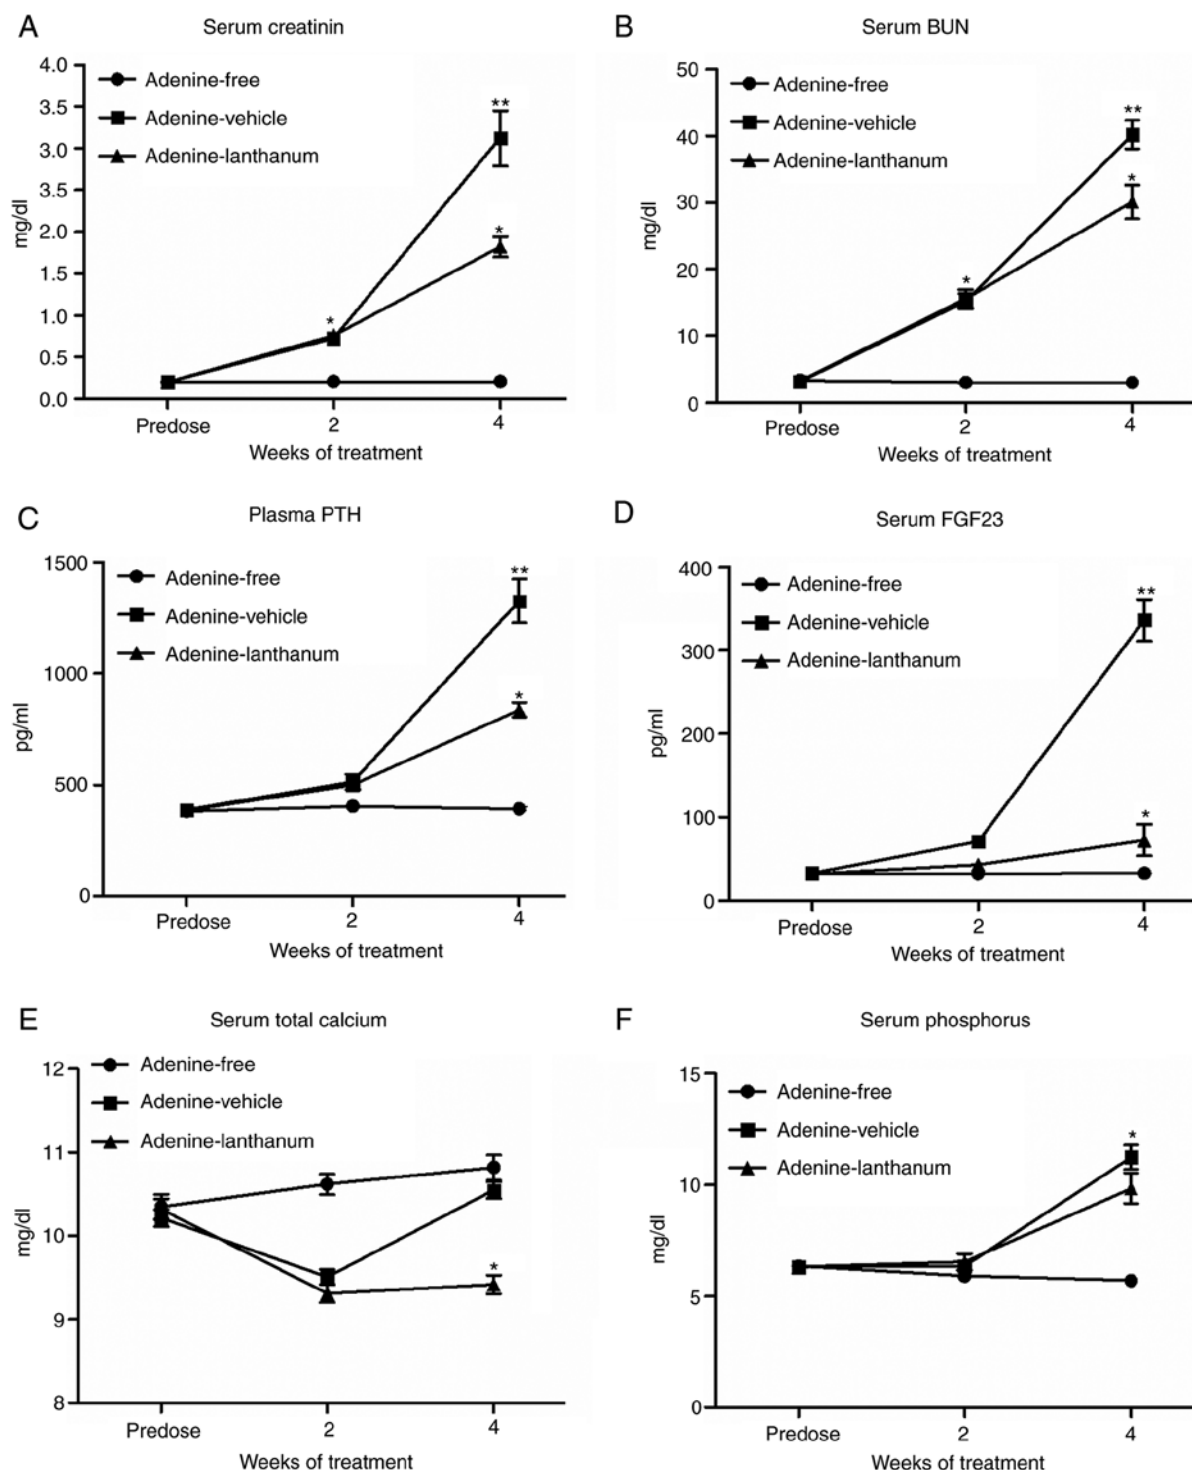 A
Serum creatinin
4.0
3.5
3.0
3.5
2.0
1.5
1.0
0.5
0.0
mg/dl
Adenine-free
Adenine-vehicle
Adenine-lanthanum
*
**
*
Predose 2 4
Weeks of treatment
B
Serum BUN
50
40
30
20
10
0
mg/dl
Adenine-free
Adenine-vehicle
Adenine-lanthanum
*
**
*
Predose 2 4
Weeks of treatment
C
Plasma PTH
1500
1000
500
0
pg/ml
Adenine-free
Adenine-vehicle
Adenine-lanthanum
**
*
Predose 2 4
Weeks of treatment
D
Serum FGF23
400
300
200
100
0
pg/ml
Adenine-free
Adenine-vehicle
Adenine-lanthanum
**
*
Predose 2 4
Weeks of treatment
E
Serum total calcium
12
11
10
9
8
mg/dl
Adenine-free
Adenine-vehicle
Adenine-lanthanum
*
Predose 2 4
Weeks of treatment
F
Serum phosphorus
15
10
5
0
mg/dl
Adenine-free
Adenine-vehicle
Adenine-lanthanum
*
Predose 2 4
Weeks of treatment